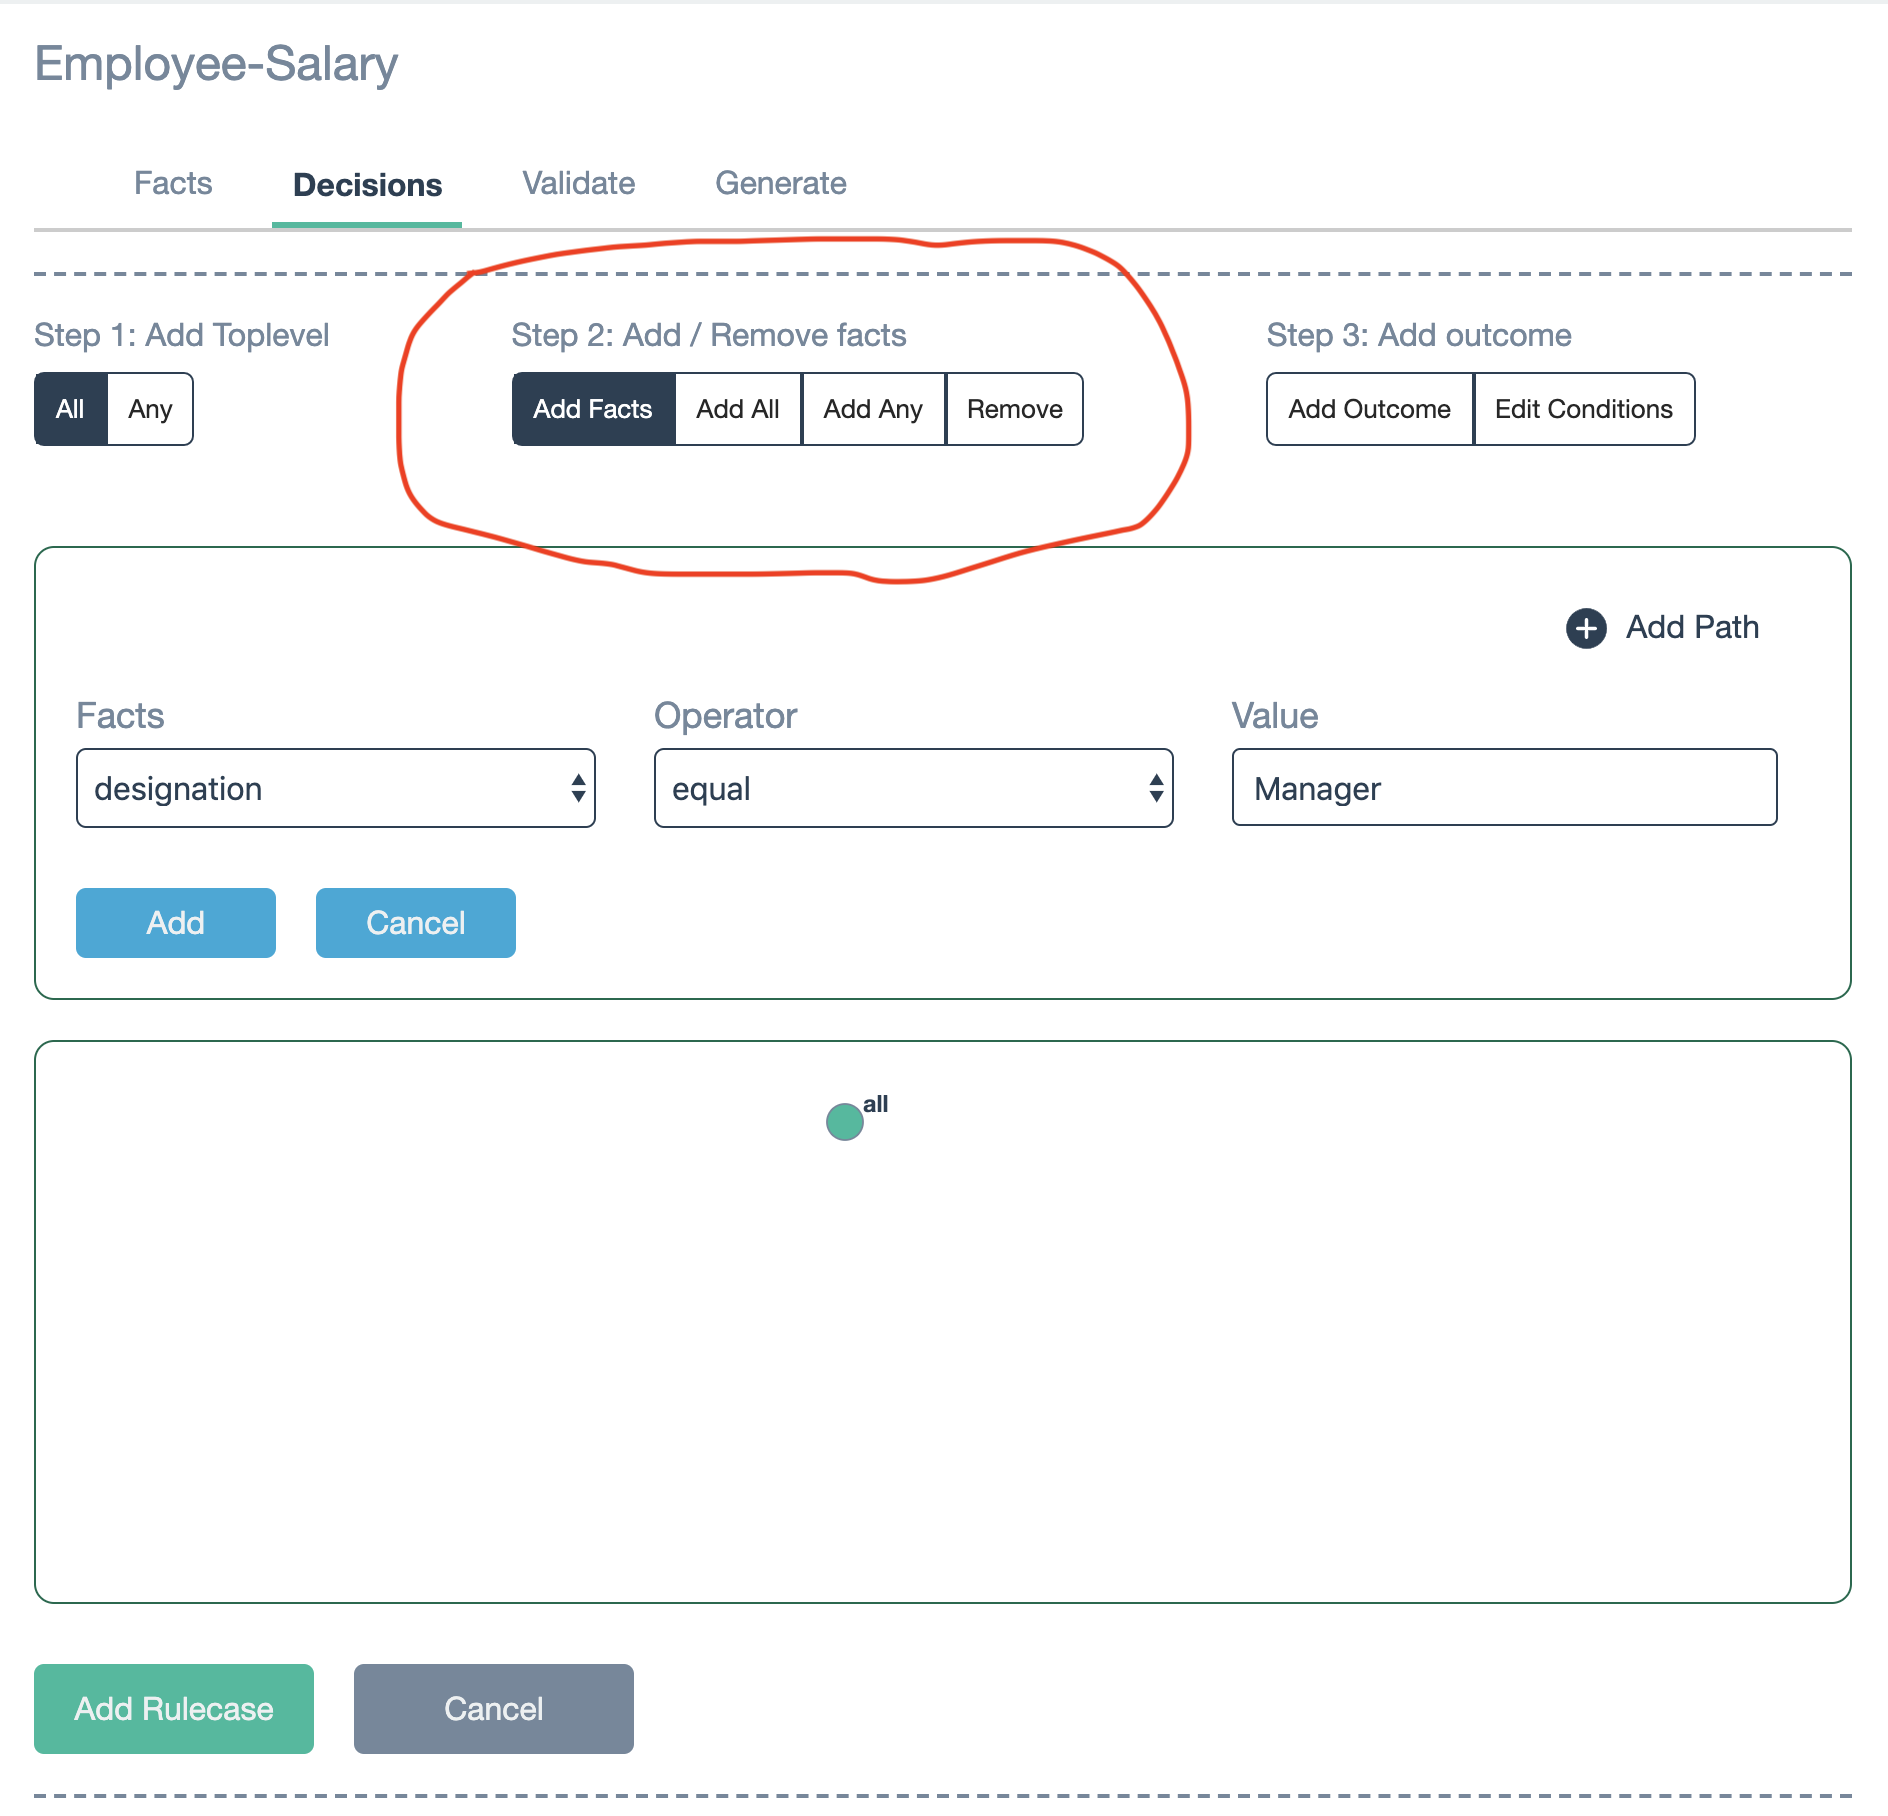 Employee-Salary
Facts Decisions Validate Generate
Step 1: Add Toplevel Step 2: Add / Remove facts Step 3: Add outcome
All Any Add Facts Add All Add Any Remove Add Outcome Edit Conditions
Add Path
Facts Operator Value
designation equal Manager
Add Cancel
all
Add Rulecase Cancel